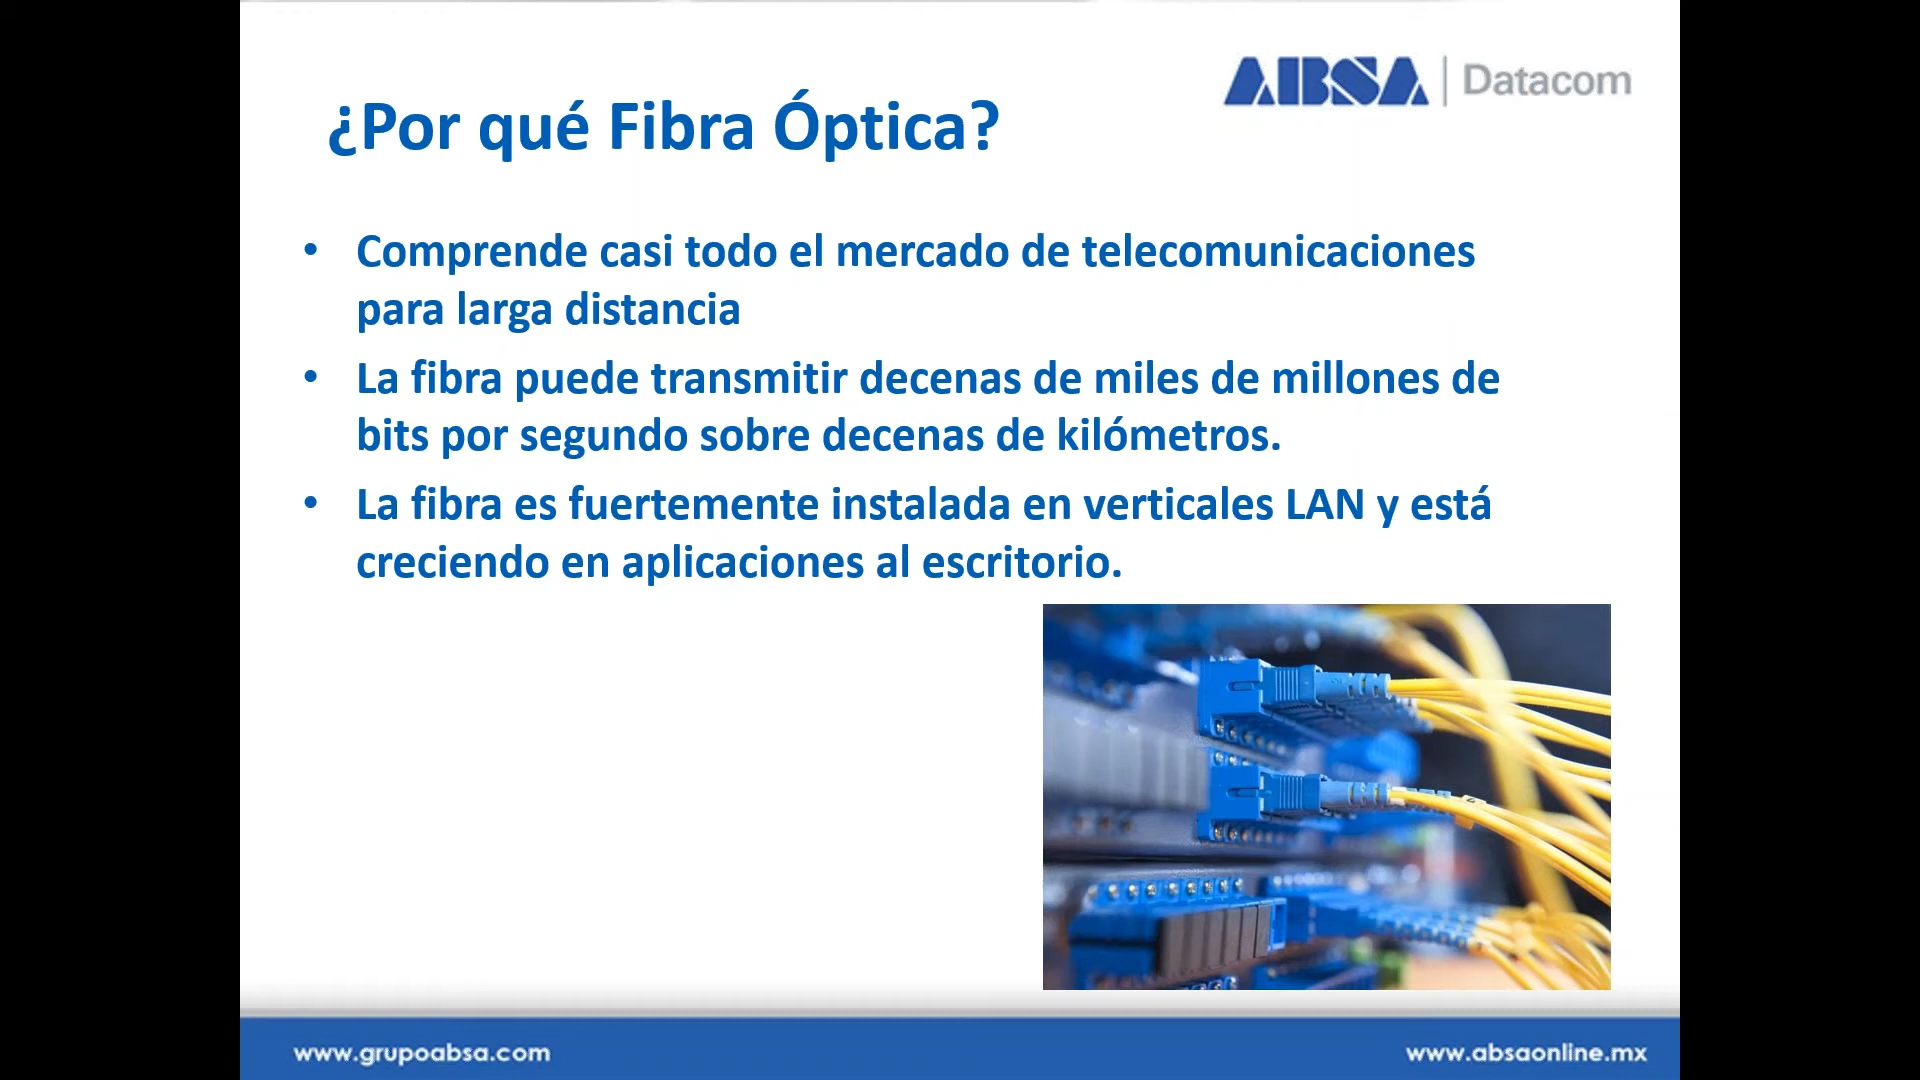 ABSA | Datacom
¿Por qué Fibra Óptica?
• Comprende casi todo el mercado de telecomunicaciones
para larga distancia
• La fibra puede transmitir decenas de miles de millones de
bits por segundo sobre decenas de kilómetros.
• La fibra es fuertemente instalada en verticales LAN y está
creciendo en aplicaciones al escritorio.
www.grupoabsa.com
www.absaonline.mx